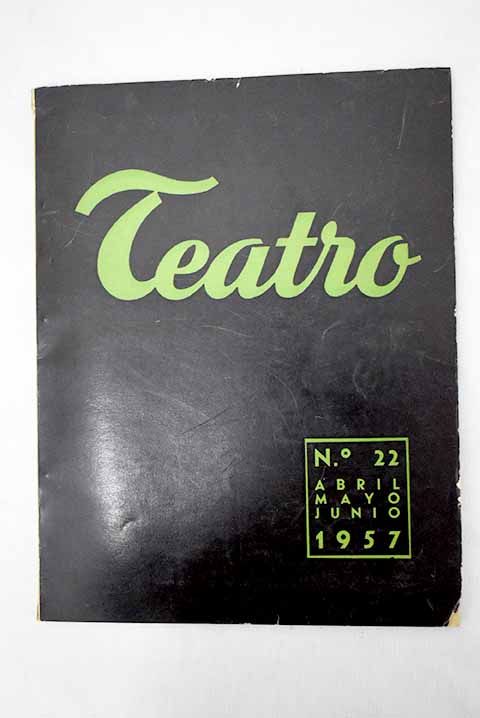 Teatro
N.º 22
ABRIL
MAYO
JUNIO
1957